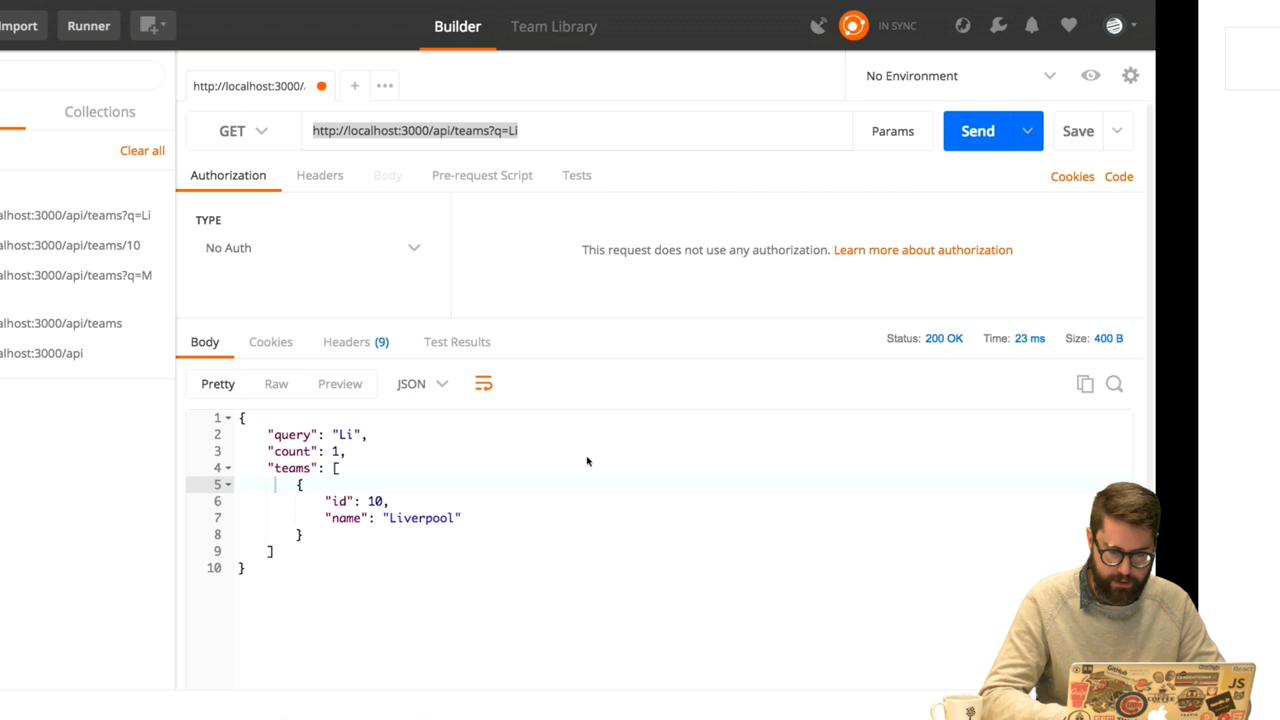 Import
Runner
Builder
Team Library
IN SYNC
http://localhost:3000/
No Environment
Collections
Clear all
GET
http://localhost:3000/api/teams?q=Li
Params
Send
Save
Authorization
Headers
Body
Pre-request Script
Tests
Cookies
Code
alhost:3000/api/teams?q=Li
alhost:3000/api/teams/10
alhost:3000/api/teams?q=M
alhost:3000/api/teams
alhost:3000/api
TYPE
No Auth
This request does not use any authorization. Learn more about authorization
Body
Cookies
Headers (9)
Test Results
Status: 200 OK
Time: 23 ms
Size: 400 B
Pretty
Raw
Preview
JSON
1 {
2 "query": "Li",
3 "count": 1,
4 "teams": [
5 {
6 "id": 10,
7 "name": "Liverpool"
8 }
9 ]
10 }
GitHub
React
JS
COFFEE